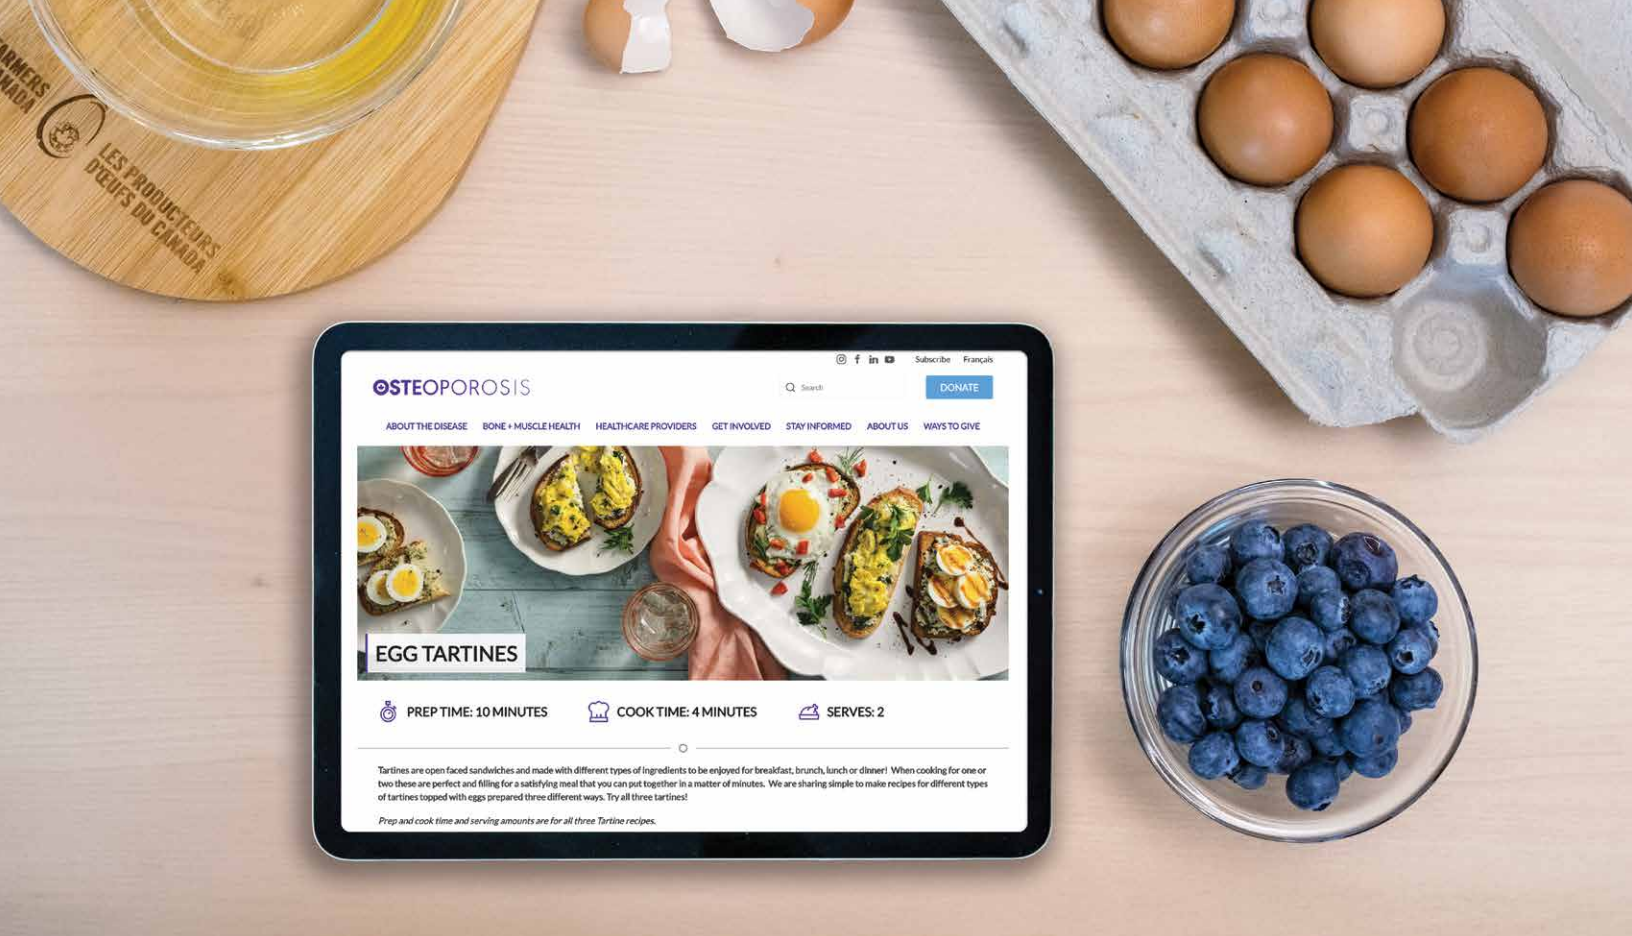 ARMERS
NADA
LES PRODUCTEURS
D'ŒUFS DU CANADA
Subscribe Français
OSTEOPOROSIS
Search
DONATE
ABOUT THE DISEASE BONE + MUSCLE HEALTH HEALTHCARE PROVIDERS GET INVOLVED STAY INFORMED ABOUT US WAYS TO GIVE
EGG TARTINES
PREP TIME: 10 MINUTES COOK TIME: 4 MINUTES SERVES: 2
Tartines are open faced sandwiches and made with different types of ingredients to be enjoyed for breakfast, brunch, lunch or dinner! When cooking for one or
two these are perfect and filling for a satisfying meal that you can put together in a matter of minutes. We are sharing simple to make recipes for different types
of tartines topped with eggs prepared three different ways. Try all three tartines!
Prep and cook time and serving amounts are for all three Tartine recipes.